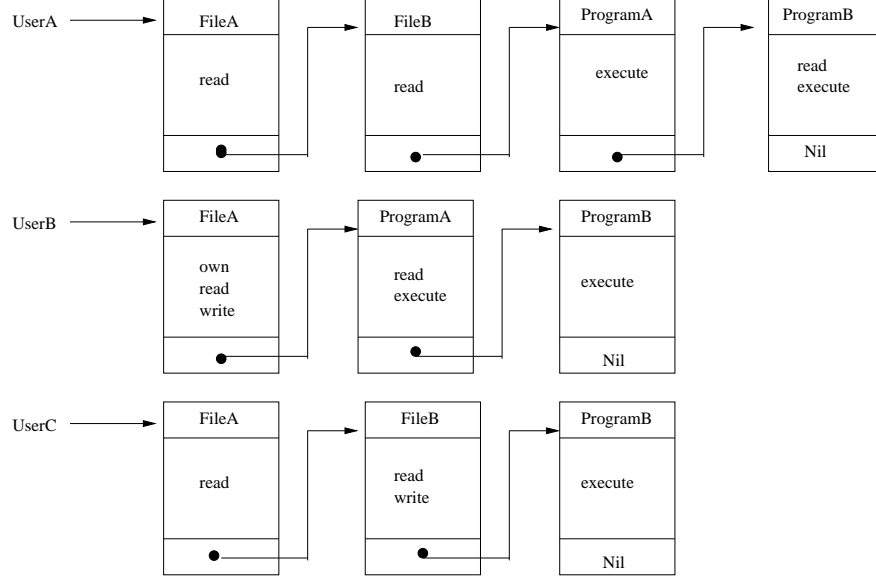 UserA
FileA
FileB
ProgramA
ProgramB
read
read
execute
read
execute
Nil
UserB
FileA
ProgramA
ProgramB
own
read
write
read
execute
execute
Nil
UserC
FileA
FileB
ProgramB
read
read
write
execute
Nil